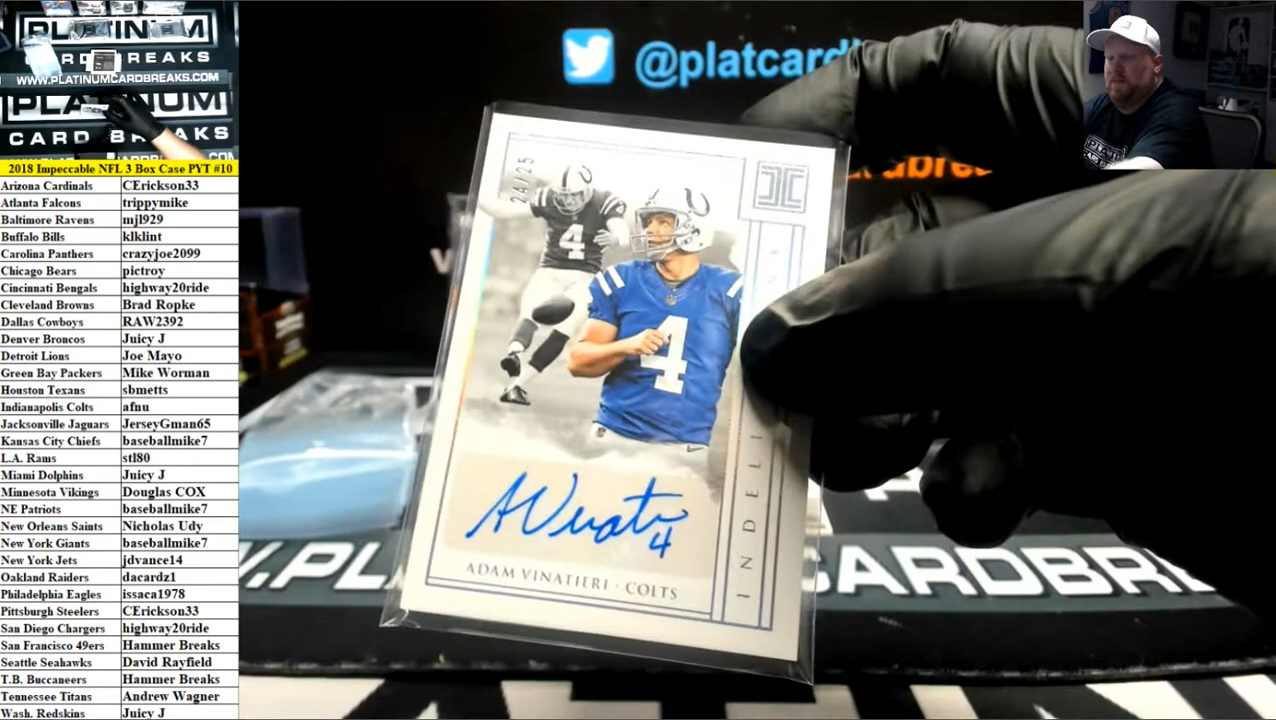 PLATINUM
CARD BREAKS
WWW.PLATINUMCARDBREAKS.COM
PLATINUM
CARD BREAKS
2018 Impeccable NFL 3 Box Case PYT #10
Arizona Cardinals CErickson33
Atlanta Falcons trippymike
Baltimore Ravens mjl929
Buffalo Bills klklint
Carolina Panthers crazyjoe2099
Chicago Bears pictroy
Cincinnati Bengals highway20ride
Cleveland Browns Brad Ropke
Dallas Cowboys RAW2392
Denver Broncos Juicy J
Detroit Lions Joe Mayo
Green Bay Packers Mike Worman
Houston Texans sbmetts
Indianapolis Colts afnu
Jacksonville Jaguars JerseyGman65
Kansas City Chiefs baseballmike7
L.A. Rams stl80
Miami Dolphins Juicy J
Minnesota Vikings Douglas COX
NE Patriots baseballmike7
New Orleans Saints Nicholas Udy
New York Giants baseballmike7
New York Jets jdvance14
Oakland Raiders dacardz1
Philadelphia Eagles issaca1978
Pittsburgh Steelers CErickson33
San Diego Chargers highway20ride
San Francisco 49ers Hammer Breaks
Seattle Seahawks David Rayfield
T.B. Buccaneers Hammer Breaks
Tennessee Titans Andrew Wagner
Wash. Redskins Juicy J
@platcardb
24/25
4
4
INDELI
A Vinati
4
ADAM VINATIERI · COLTS
W.PL
CARDBRE